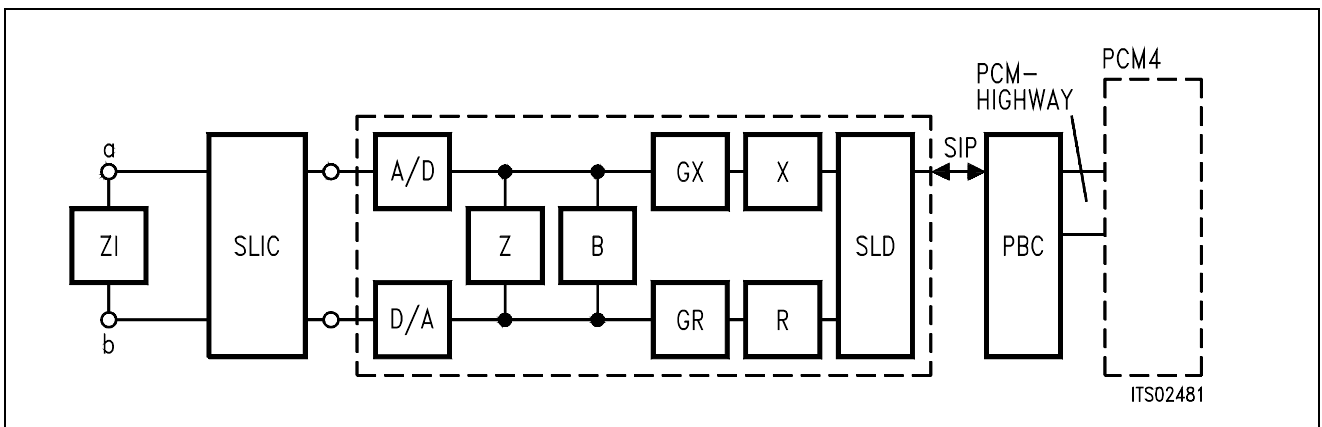 PCM4
PCM-
HIGHWAY
a
A/D
GX
X
SIP
ZI
SLIC
Z
B
SLD
PBC
D/A
GR
R
b
ITS02481